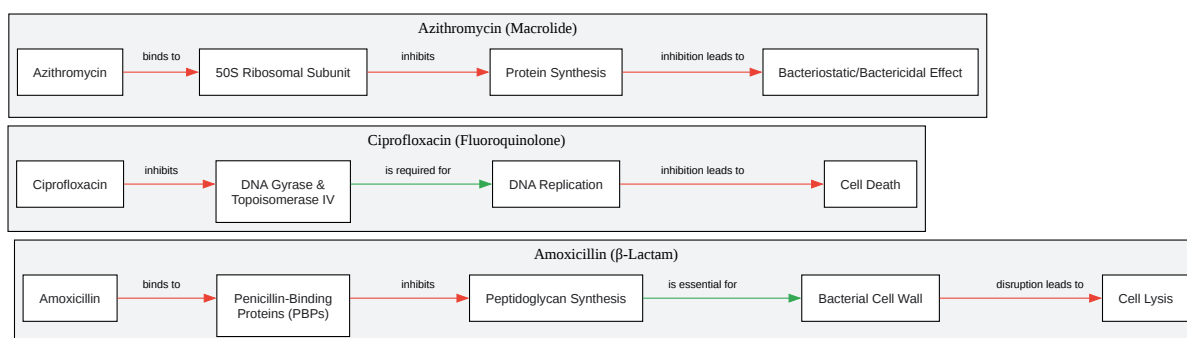 Azithromycin (Macrolide)
Azithromycin
binds to
50S Ribosomal Subunit
inhibits
Protein Synthesis
inhibition leads to
Bacteriostatic/Bactericidal Effect
Ciprofloxacin (Fluoroquinolone)
Ciprofloxacin
inhibits
DNA Gyrase &
Topoisomerase IV
is required for
DNA Replication
inhibition leads to
Cell Death
Amoxicillin (β-Lactam)
Amoxicillin
binds to
Penicillin-Binding
Proteins (PBPs)
inhibits
Peptidoglycan Synthesis
is essential for
Bacterial Cell Wall
disruption leads to
Cell Lysis